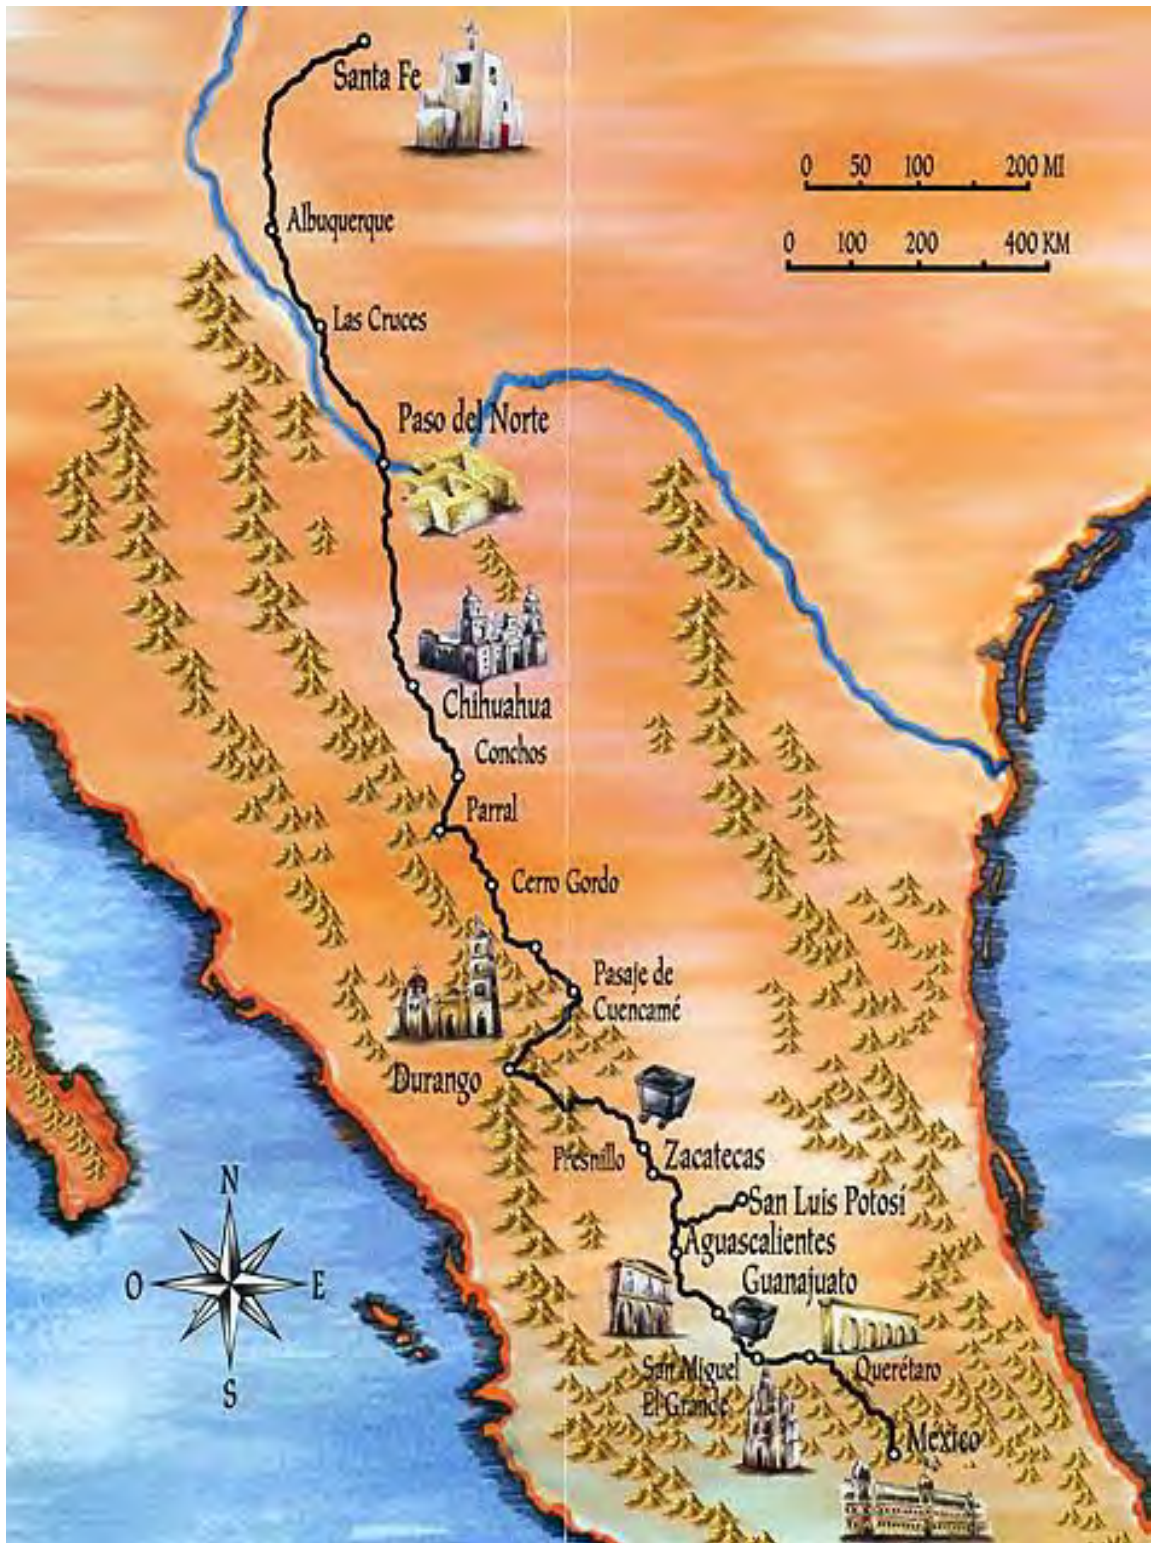 Santa Fe
0 50 100 200 MI
Albuquerque
0 100 200 400 KM
Las Cruces
Paso del Norte
Chihuahua
Conchos
Parral
Cerro Gordo
Pasaje de
Cuencamé
Durango
Fresnillo
Zacatecas
San Luis Potosí
Aguascalientes
Guanajuato
San Miguel
El Grande
Querétaro
México
N
O E
S